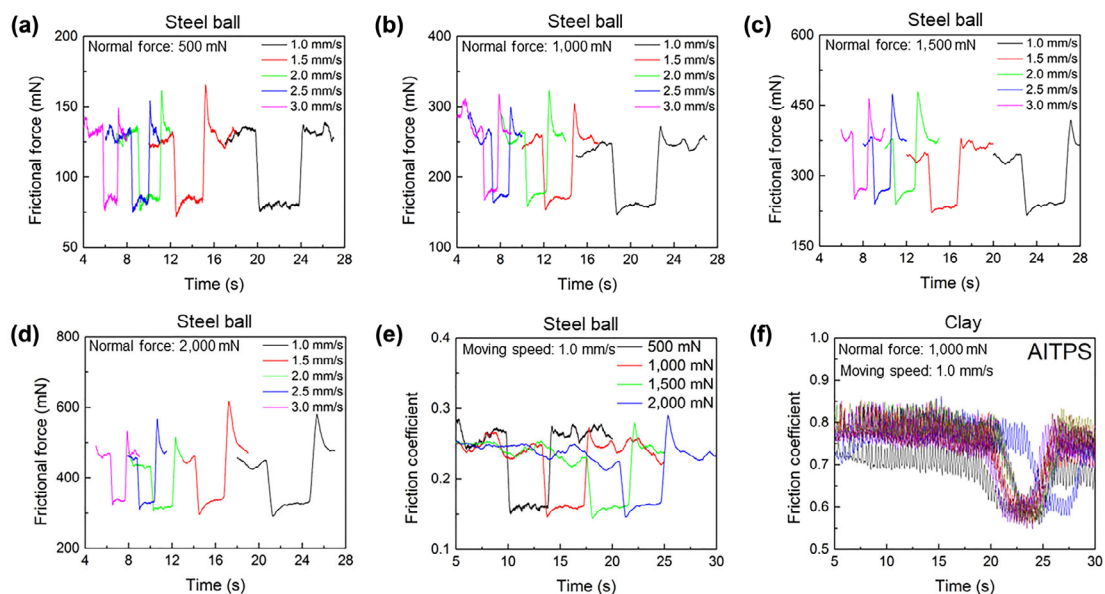 (a)
Steel ball
Normal force: 500 mN
1.0 mm/s
1.5 mm/s
2.0 mm/s
2.5 mm/s
3.0 mm/s
Frictional force (mN)
200
150
100
50
4 8 12 16 20 24 28
Time (s)
(b)
Steel ball
Normal force: 1,000 mN
1.0 mm/s
1.5 mm/s
2.0 mm/s
2.5 mm/s
3.0 mm/s
Frictional force (mN)
400
300
200
100
4 8 12 16 20 24 28
Time (s)
(c)
Steel ball
Normal force: 1,500 mN
1.0 mm/s
1.5 mm/s
2.0 mm/s
2.5 mm/s
3.0 mm/s
Frictional force (mN)
600
450
300
150
4 8 12 16 20 24 28
Time (s)
(d)
Steel ball
Normal force: 2,000 mN
1.0 mm/s
1.5 mm/s
2.0 mm/s
2.5 mm/s
3.0 mm/s
Frictional force (mN)
800
600
400
200
4 8 12 16 20 24 28
Time (s)
(e)
Steel ball
Moving speed: 1.0 mm/s
500 mN
1,000 mN
1,500 mN
2,000 mN
Friction coefficient
0.4
0.3
0.2
0.1
5 10 15 20 25 30
Time (s)
(f)
Clay
Normal force: 1,000 mN
Moving speed: 1.0 mm/s
AITPS
Friction coefficient
1.0
0.9
0.8
0.7
0.6
0.5
5 10 15 20 25 30
Time (s)